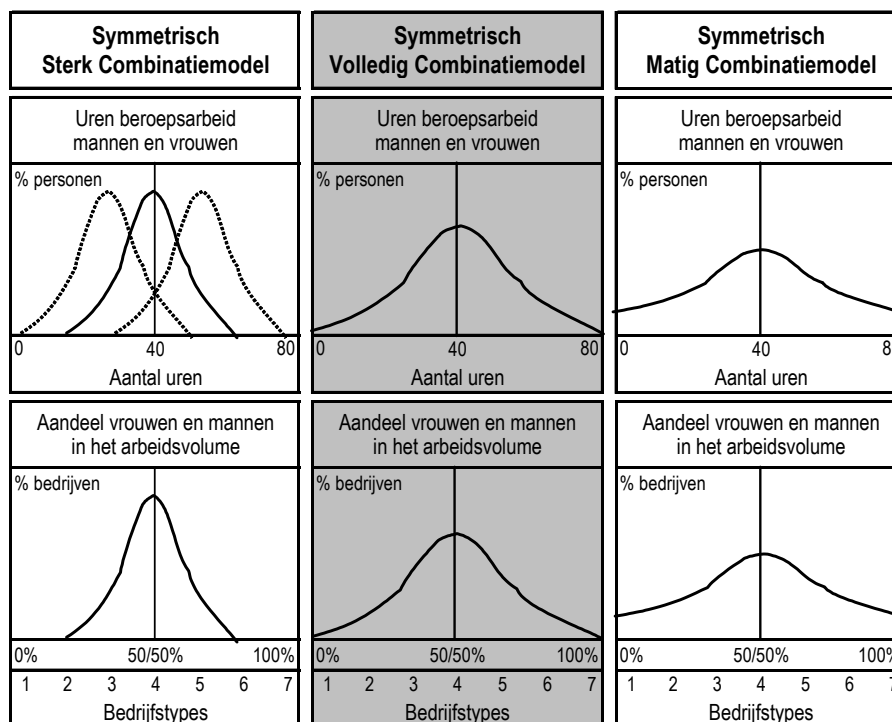 Symmetrisch
Sterk Combinatiemodel
Uren beroepsarbeid
mannen en vrouwen
% personen
0 40 80
Aantal uren
Aandeel vrouwen en mannen
in het arbeidsvolume
% bedrijven
0% 50/50% 100%
1 2 3 4 5 6 7
Bedrijfstypes
Symmetrisch
Volledig Combinatiemodel
Uren beroepsarbeid
mannen en vrouwen
% personen
0 40 80
Aantal uren
Aandeel vrouwen en mannen
in het arbeidsvolume
% bedrijven
0% 50/50% 100%
1 2 3 4 5 6 7
Bedrijfstypes
Symmetrisch
Matig Combinatiemodel
Uren beroepsarbeid
mannen en vrouwen
% personen
0 40 8
Aantal uren
Aandeel vrouwen en mannen
in het arbeidsvolume
% bedrijven
0% 50/50% 100%
1 2 3 4 5 6 7
Bedrijfstypes